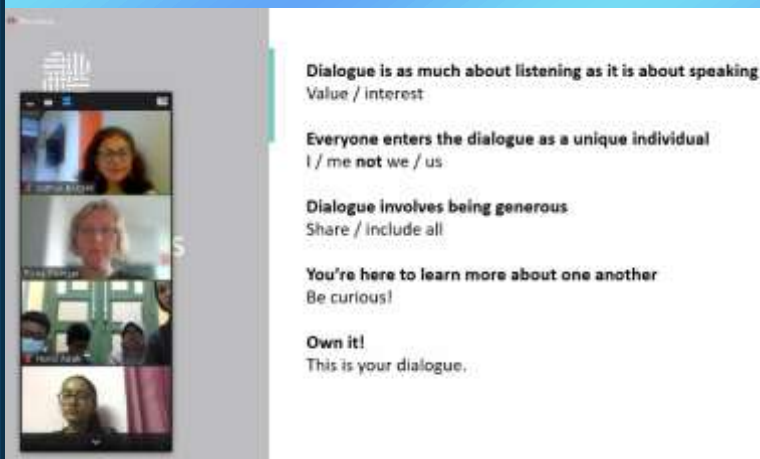 Dialogue is as much about listening as it is about speaking
Value / interest
Everyone enters the dialogue as a unique individual
I / me not we / us
Dialogue involves being generous
Share / include all
You're here to learn more about one another
Be curious!
Own it!
This is your dialogue.
S